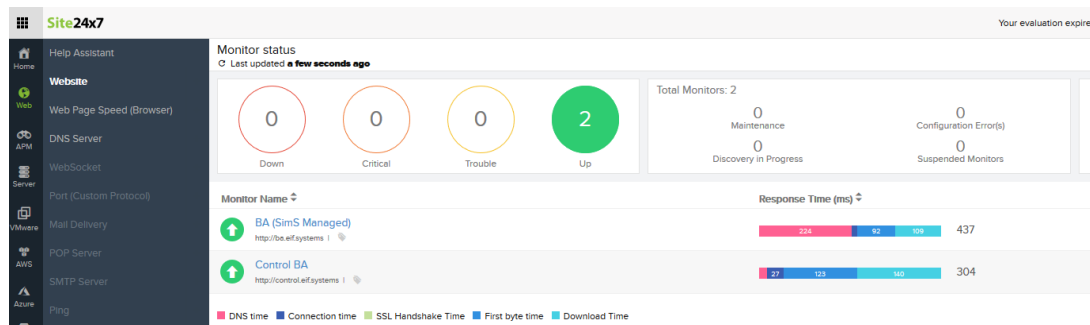 Site24x7
Your evaluation expire
Home
Web
APM
Server
VMware
AWS
Azure
Help Assistant
Website
Web Page Speed (Browser)
DNS Server
WebSocket
Port (Custom Protocol)
Mail Delivery
POP Server
SMTP Server
Ping
Monitor status
Last updated a few seconds ago
0
Down
0
Critical
0
Trouble
2
Up
Total Monitors: 2
0
Maintenance
0
Configuration Error(s)
0
Discovery in Progress
0
Suspended Monitors
Monitor Name Response Time (ms)
BA (SimS Managed)
http://ba.eif.systems |
224 92 109 437
Control BA
http://control.eif.systems |
27 123 140 304
DNS time Connection time SSL Handshake Time First byte time Download Time